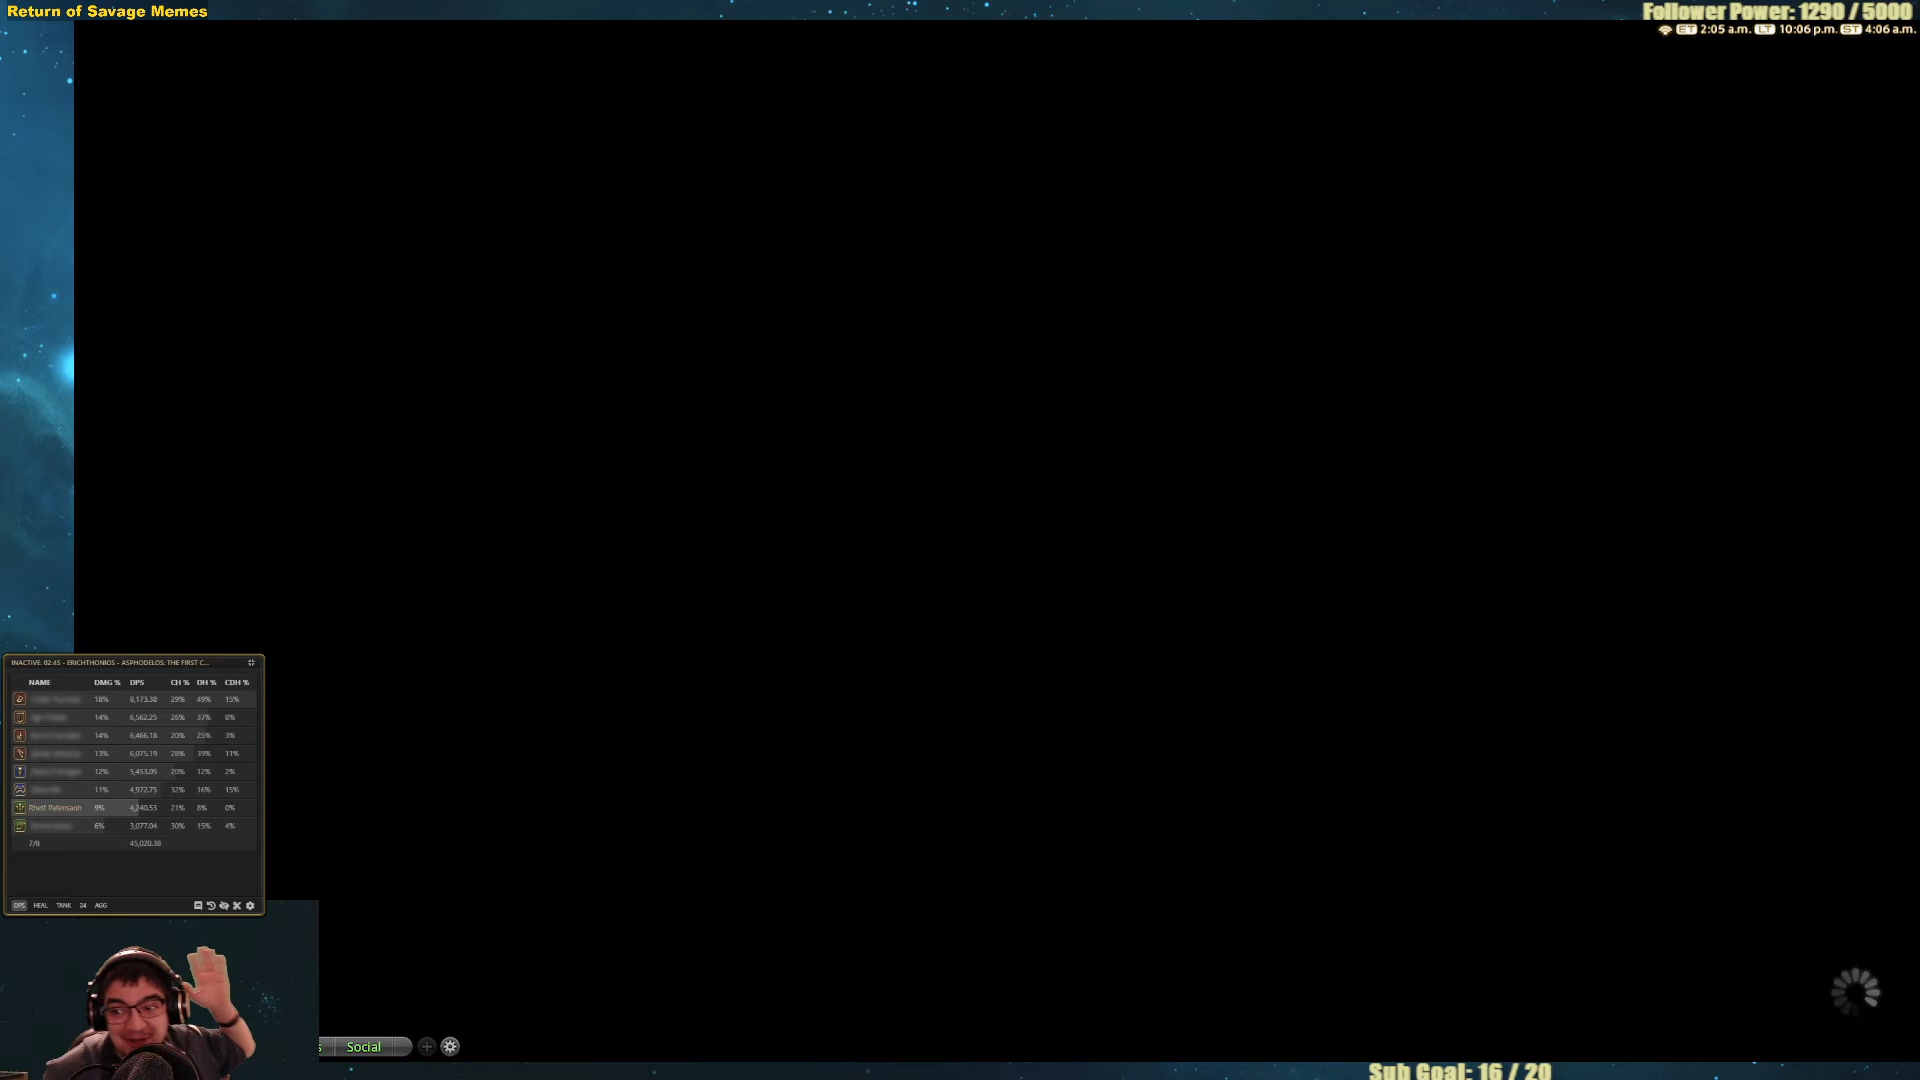 Return of Savage Memes
Follower Power: 1290 / 5000
ET 2:05 a.m. LT 10:06 p.m. ST 4:06 a.m.
INACTIVE: 02:45 - ERICHTHONIOS - ASPHODELOS: THE FIRST C...
NAME DMG % DPS CH % DH % CDH %
18% 8,173.38 29% 49% 15%
14% 6,562.25 26% 37% 8%
14% 6,466.18 20% 25% 3%
13% 6,075.19 28% 39% 11%
12% 5,453.05 20% 12% 2%
11% 4,972.75 32% 16% 15%
Rhett Patensaoh 9% 4,240.53 21% 8% 0%
6% 3,077.04 30% 15% 4%
7/8 45,020.38
DPS HEAL TANK 24 AGG
s Social
Sub Goal: 16 / 20